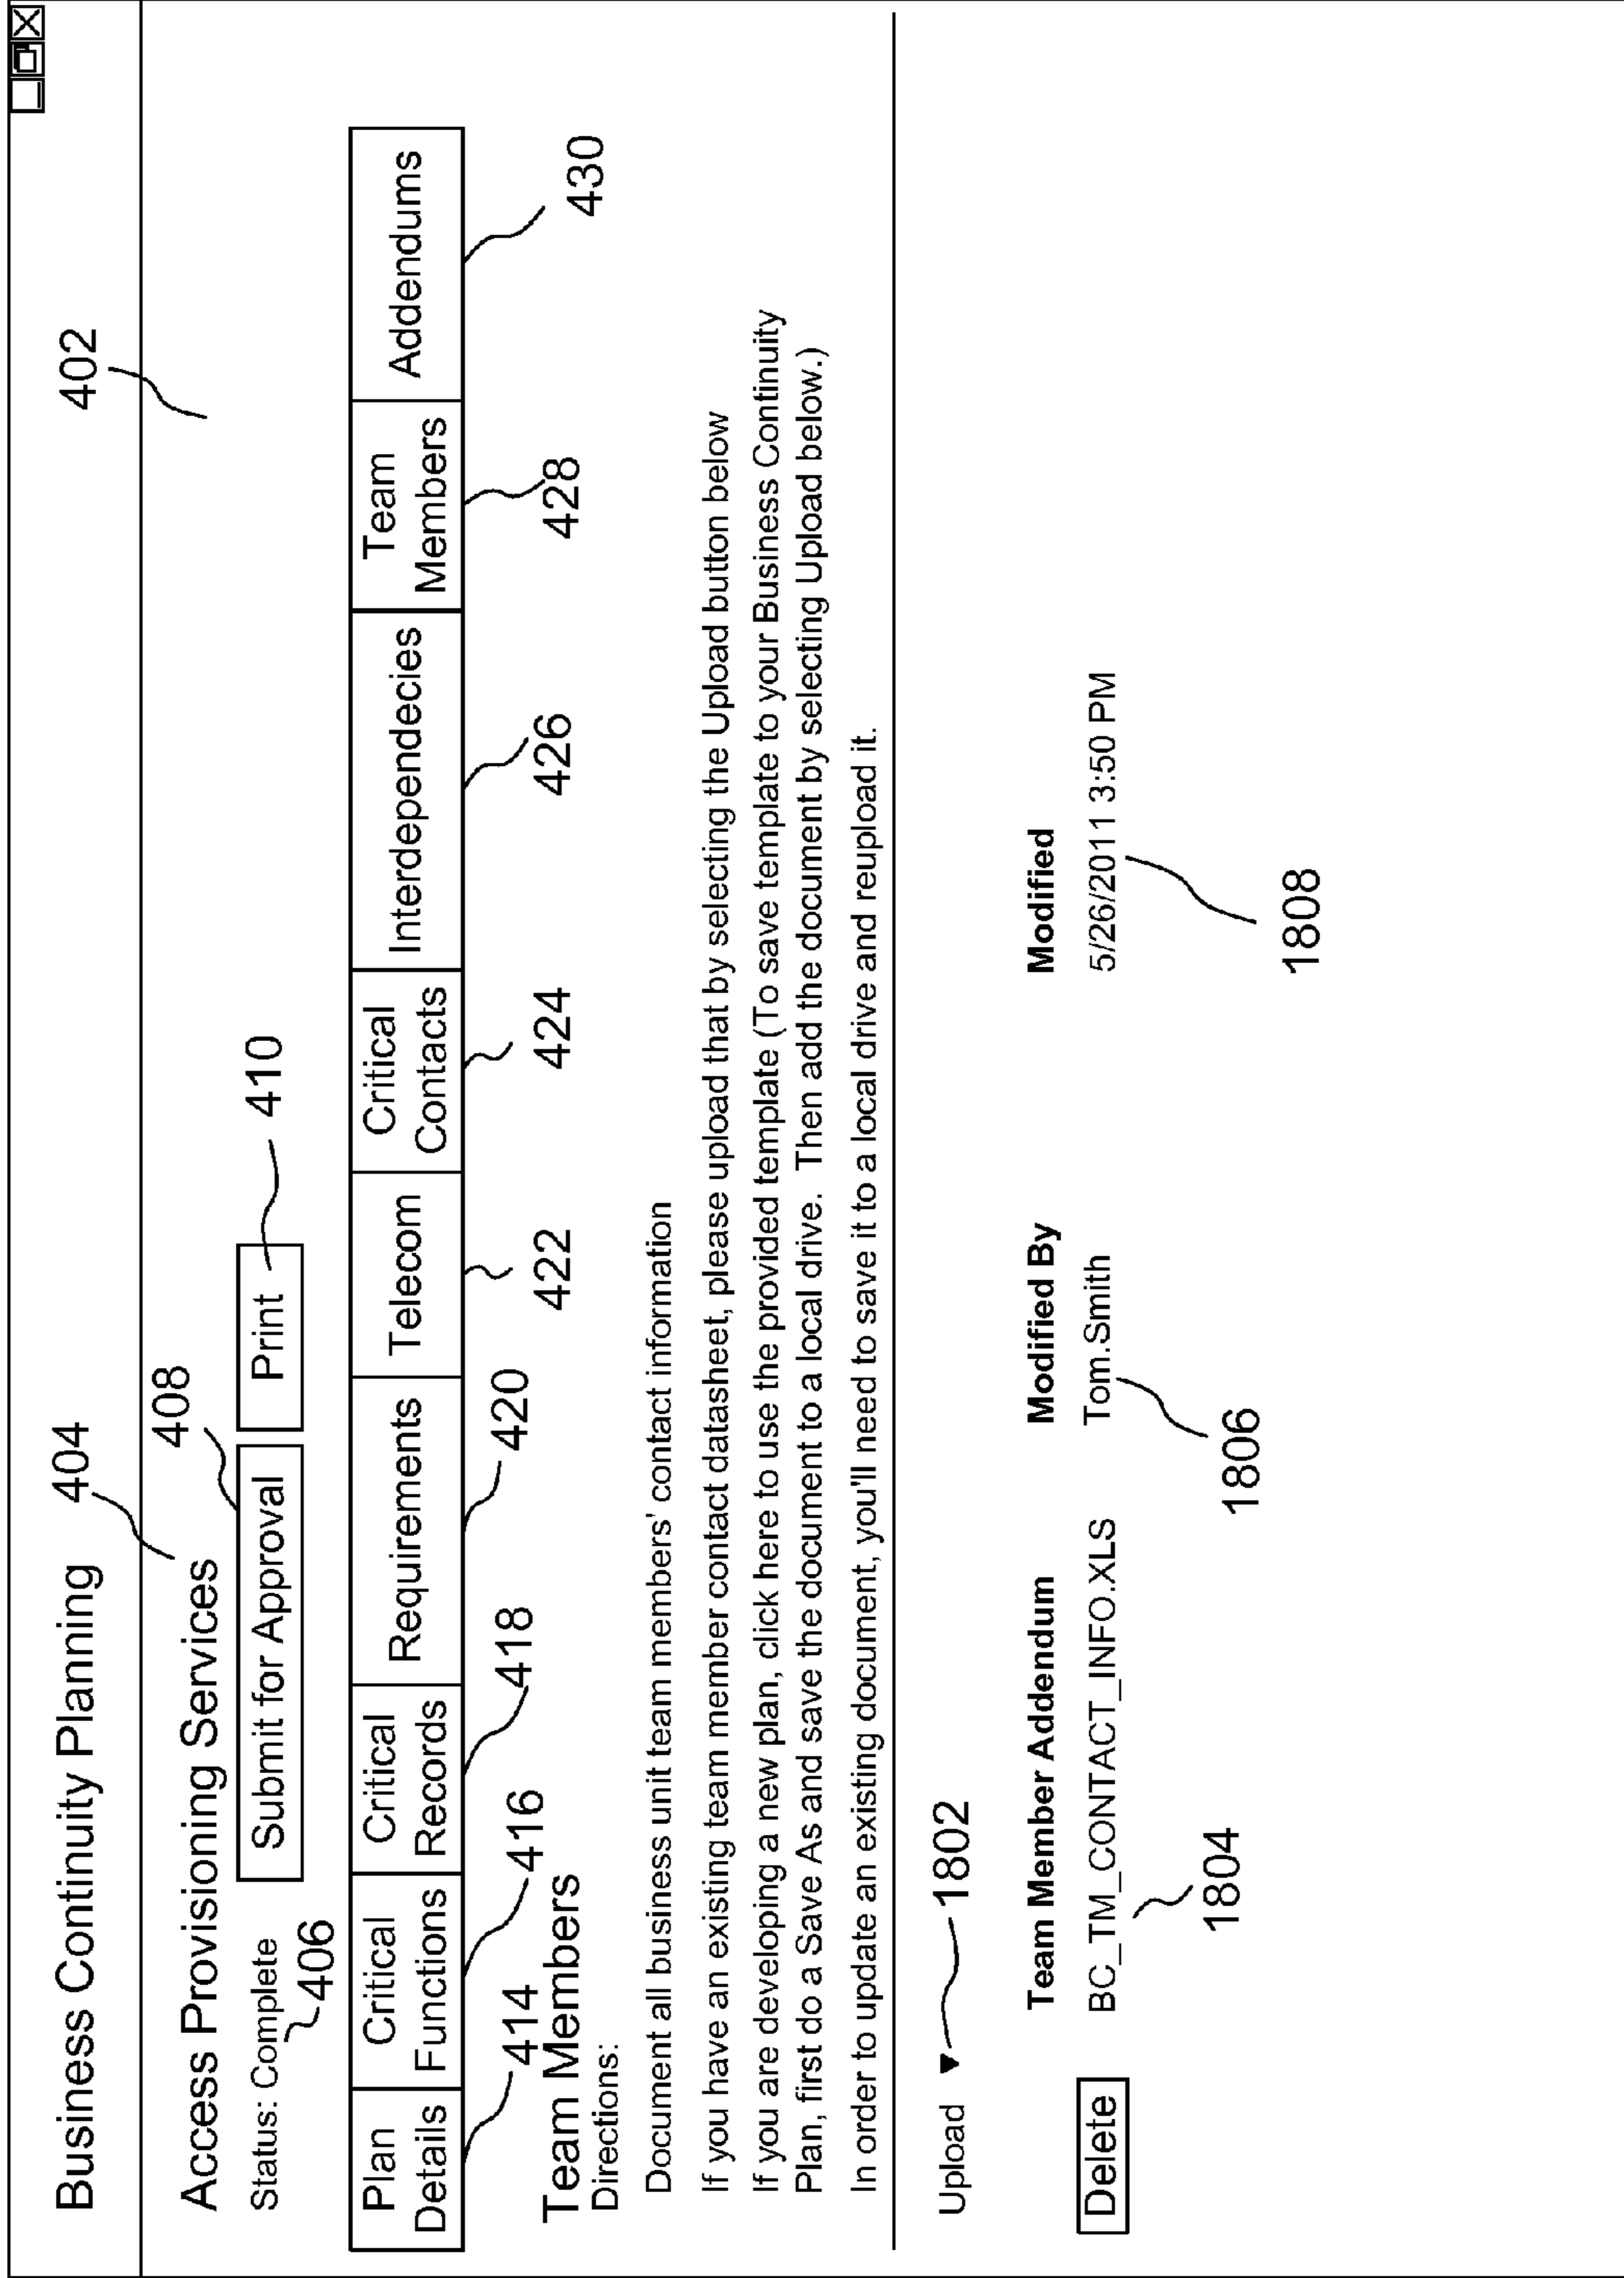 Business Continuity Planning
404
402
Access Provisioning Services
408
Status: Complete
406
Submit for Approval
Print
410
Plan Details
Critical Functions
Critical Records
Requirements
Telecom
Critical Contacts
Interdependecies
Team Members
Addendums
414
416
418
420
422
424
426
428
430
Team Members
Directions:
Document all business unit team members' contact information
If you have an existing team member contact datasheet, please upload that by selecting the Upload button below
If you are developing a new plan, click here to use the provided template (To save template to your Business Continuity
Plan, first do a Save As and save the document to a local drive. Then add the document by selecting Upload below.)
In order to update an existing document, you'll need to save it to a local drive and reupload it.
Upload ▼
1802
Team Member Addendum
Modified By
Modified
Delete
BC_TM_CONTACT_INFO.XLS
Tom.Smith
5/26/2011 3:50 PM
1804
1806
1808